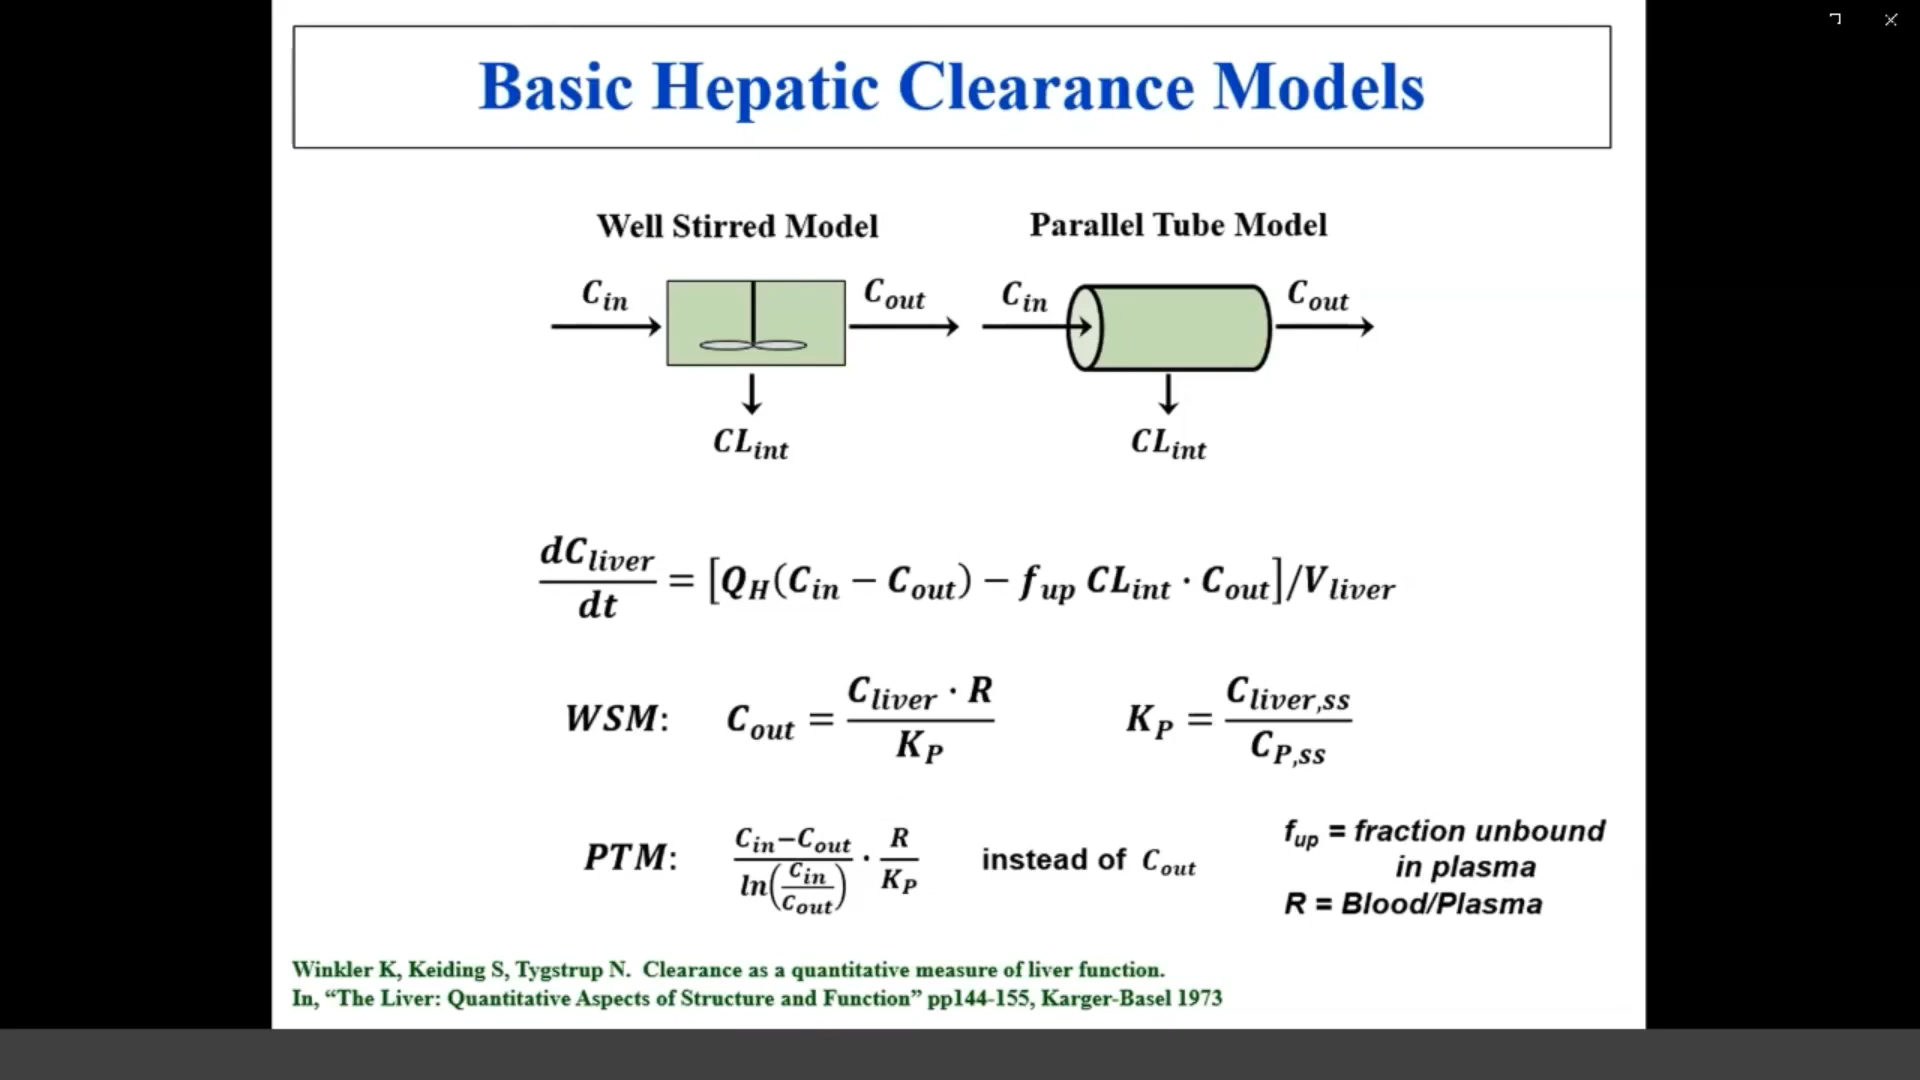 Basic Hepatic Clearance Models
Well Stirred Model
Parallel Tube Model
C_in
C_out
C_in
C_out
CL_int
CL_int
dC_liver/dt = [Q_H(C_in − C_out) − f_up CL_int · C_out]/V_liver
WSM: C_out = C_liver · R / K_P
K_P = C_liver,ss / C_P,ss
PTM: C_in−C_out / ln(C_in/C_out) · R/K_P instead of C_out
f_up = fraction unbound
in plasma
R = Blood/Plasma
Winkler K, Keiding S, Tygstrup N. Clearance as a quantitative measure of liver function.
In, “The Liver: Quantitative Aspects of Structure and Function” pp144-155, Karger-Basel 1973